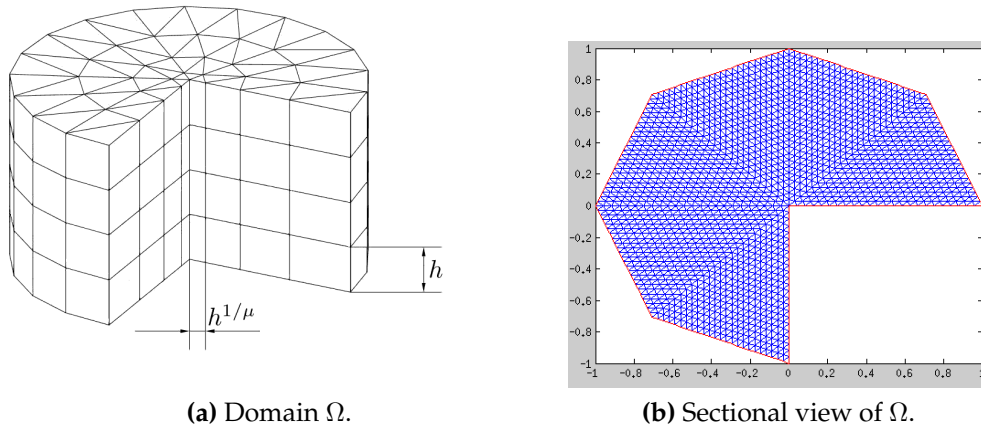 h
h^{1/μ}
(a) Domain Ω.
1
0.8
0.6
0.4
0.2
0
-0.2
-0.4
-0.6
-0.8
-1
-1 -0.8 -0.6 -0.4 -0.2 0 0.2 0.4 0.6 0.8 1
(b) Sectional view of Ω.